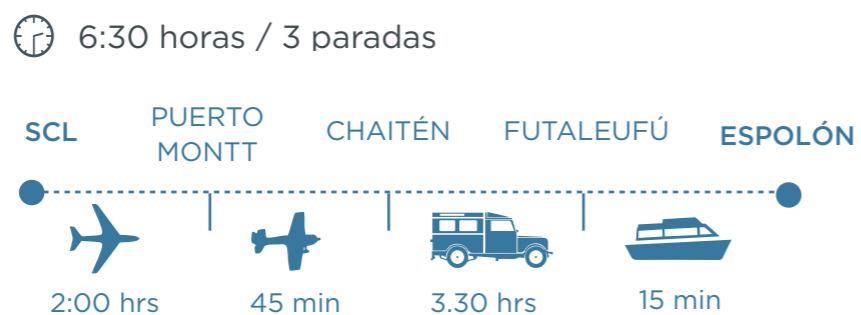 6:30 horas / 3 paradas
SCL
PUERTO
MONTT
CHAITÉN
FUTALEUFÚ
ESPOLÓN
2:00 hrs
45 min
3.30 hrs
15 min